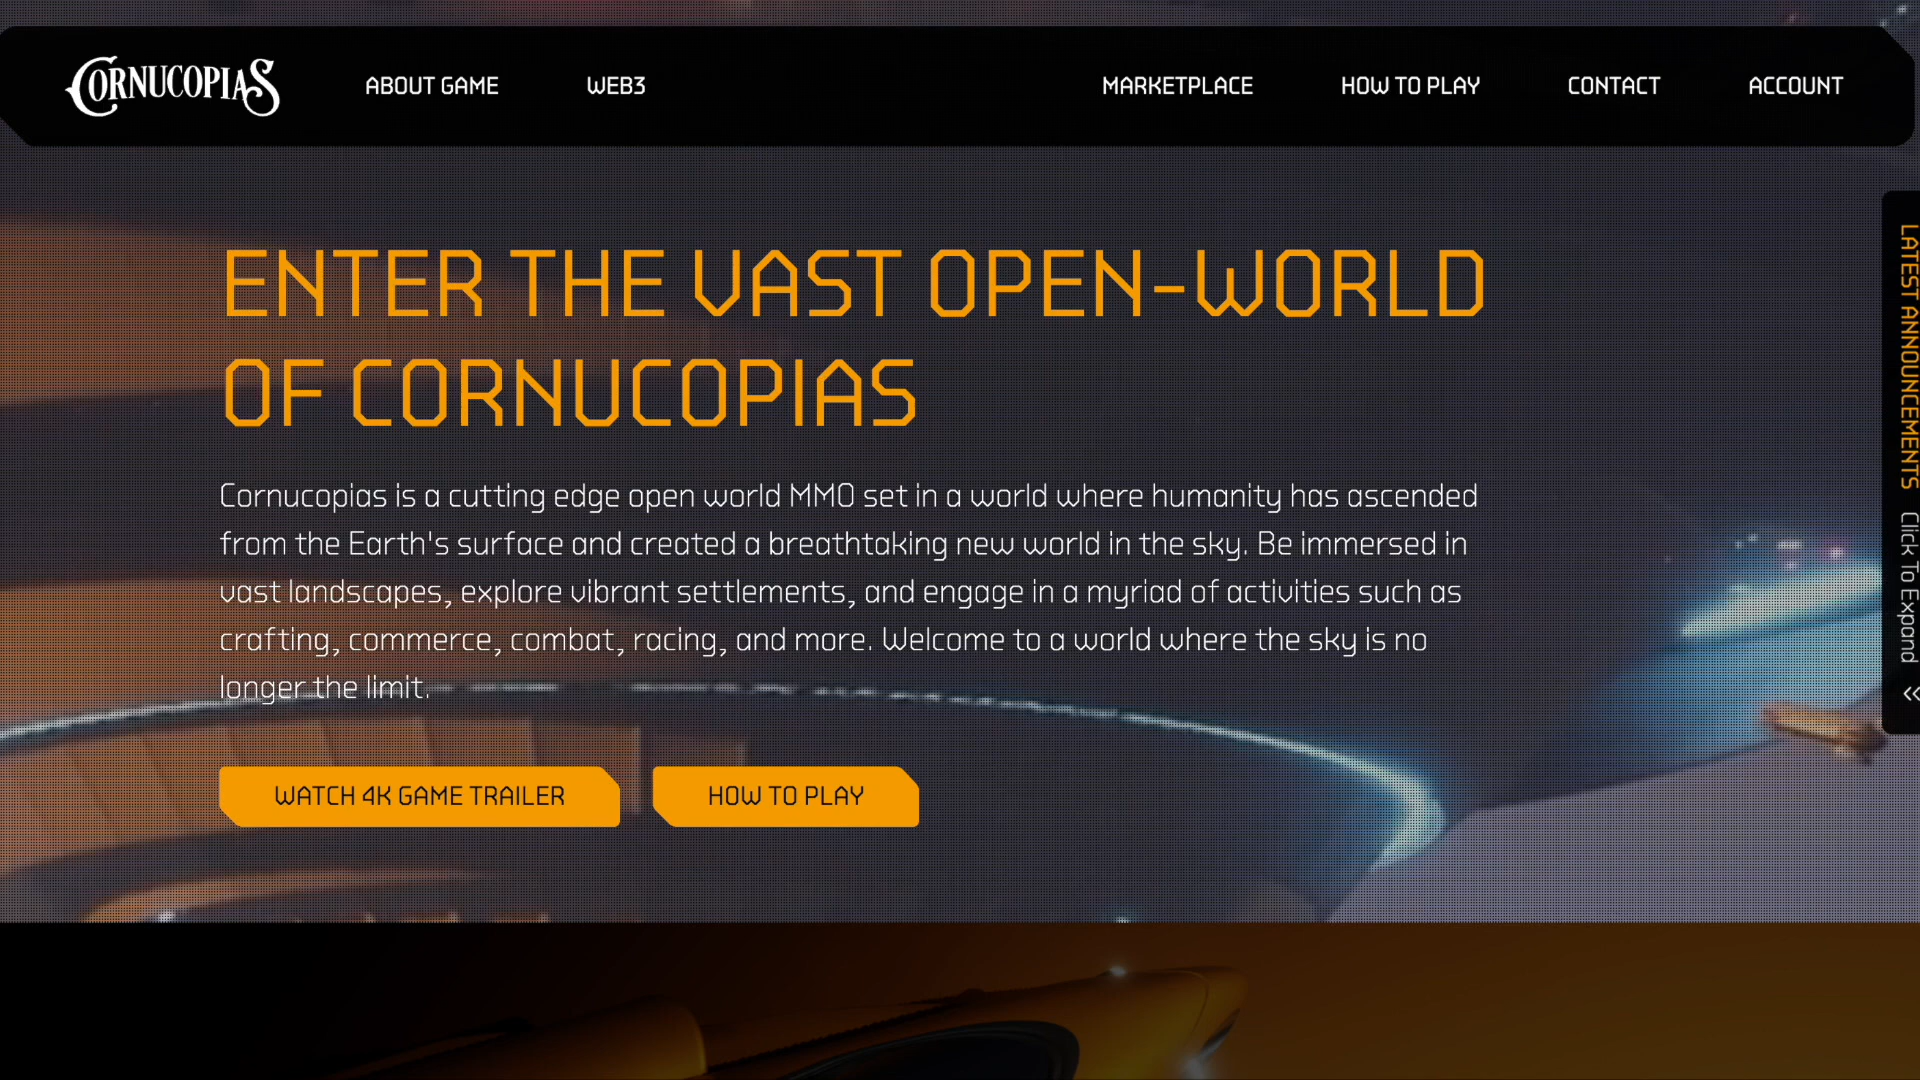 CORNUCOPIAS
ABOUT GAME
WEB3
MARKETPLACE
HOW TO PLAY
CONTACT
ACCOUNT
ENTER THE VAST OPEN-WORLD
OF CORNUCOPIAS
Cornucopias is a cutting edge open world MMO set in a world where humanity has ascended
from the Earth's surface and created a breathtaking new world in the sky. Be immersed in
vast landscapes, explore vibrant settlements, and engage in a myriad of activities such as
crafting, commerce, combat, racing, and more. Welcome to a world where the sky is no
longer the limit.
WATCH 4K GAME TRAILER
HOW TO PLAY
LATEST ANNOUNCEMENTS Click To Expand